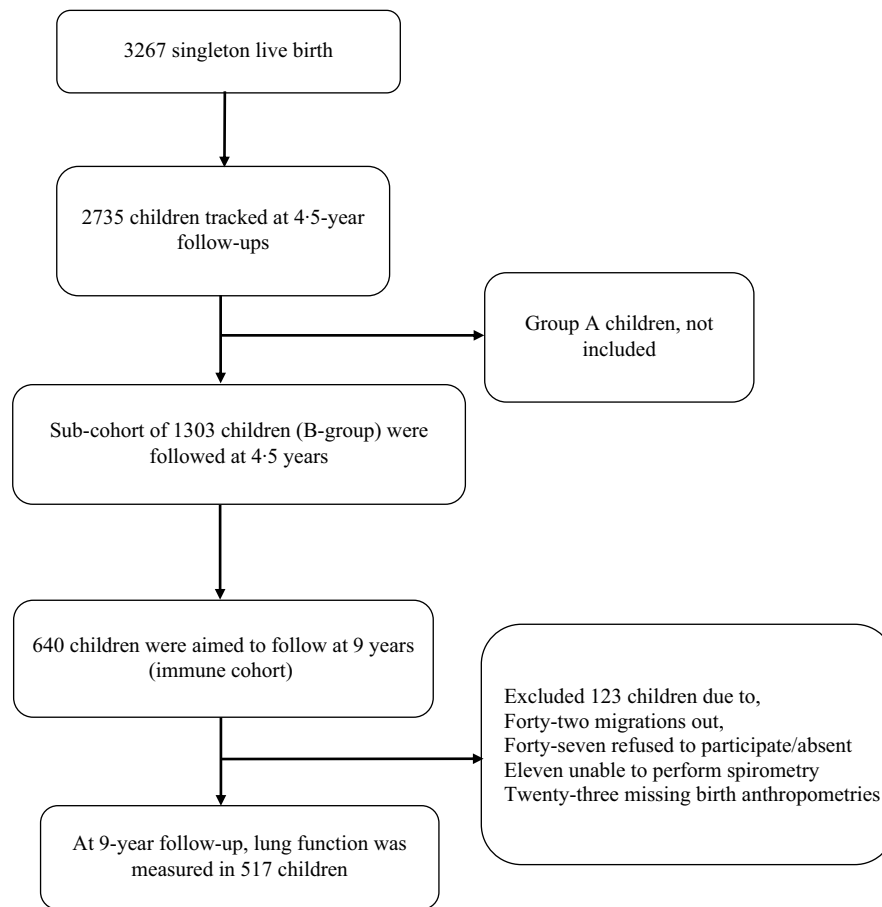 3267 singleton live birth
2735 children tracked at 4·5-year
follow-ups
Group A children, not
included
Sub-cohort of 1303 children (B-group) were
followed at 4·5 years
640 children were aimed to follow at 9 years
(immune cohort)
Excluded 123 children due to,
Forty-two migrations out,
Forty-seven refused to participate/absent
Eleven unable to perform spirometry
Twenty-three missing birth anthropometries
At 9-year follow-up, lung function was
measured in 517 children